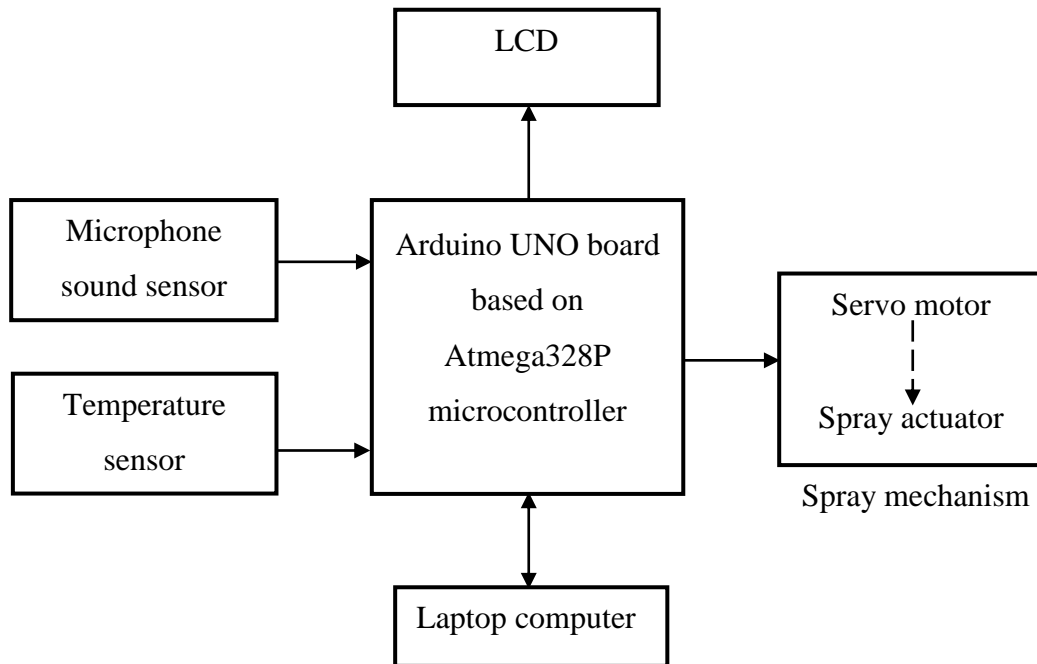 LCD
Microphone
sound sensor
Temperature
sensor
Arduino UNO board
based on
Atmega328P
microcontroller
Servo motor
Spray actuator
Spray mechanism
Laptop computer